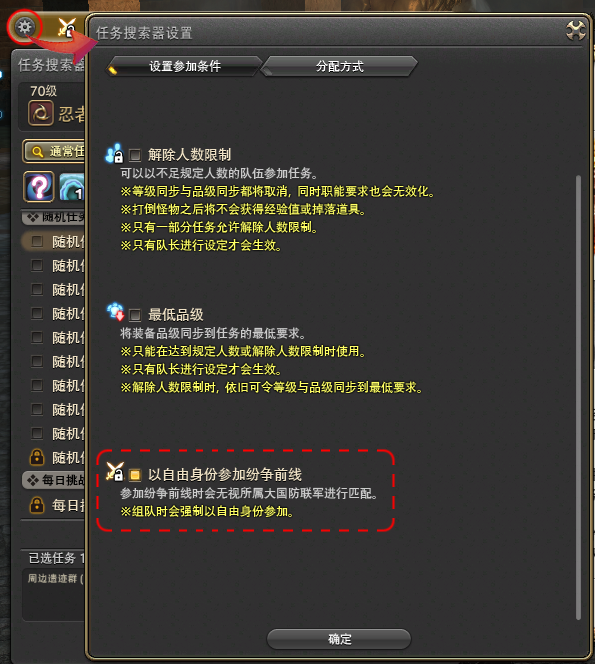 任务搜索器设置
设置参加条件
分配方式
解除人数限制
可以以不足规定人数的队伍参加任务。
※等级同步与品级同步都将取消，同时职能要求也会无效化。
※打倒怪物之后将不会获得经验值或掉落道具。
※只有一部分任务允许解除人数限制。
※只有队长进行设定才会生效。
最低品级
将装备品级同步到任务的最低要求。
※只能在达到规定人数或解除人数限制时使用。
※只有队长进行设定才会生效。
※解除人数限制时，依旧可令等级与品级同步到最低要求。
以自由身份参加纷争前线
参加纷争前线时会无视所属大国防联军进行匹配。
※组队时会强制以自由身份参加。
确定
任务搜索器
70级
忍者
通常任
1
随机任务
随机任
随机任
随机任
随机任
随机任
随机任
随机任
随机任
随机任
随机任
每日挑战
每日挑
已选任务 1
周边遗迹群 (